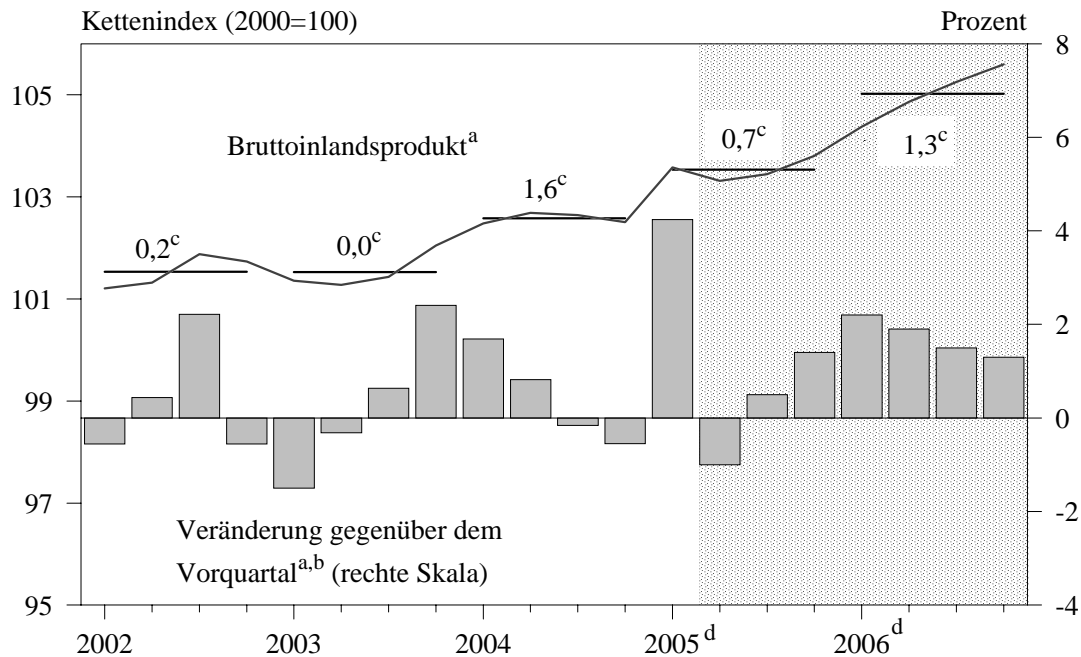 Kettenindex (2000=100)
Prozent
8
105
6
Bruttoinlandsprodukt^a
0,7^c
1,3^c
103
1,6^c
4
0,2^c
0,0^c
101
2
99
0
97
-2
Veränderung gegenüber dem
Vorquartal^a,b (rechte Skala)
95
-4
2002 2003 2004 2005^d 2006^d